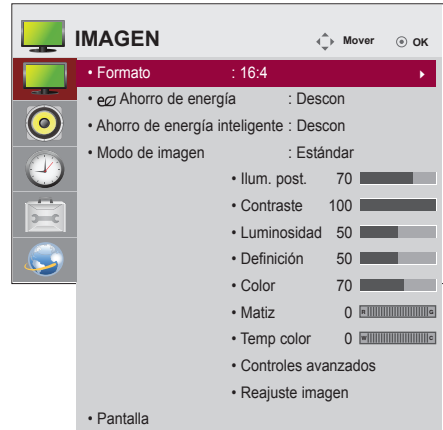 IMAGEN Mover OK
• Formato : 16:4
• Ahorro de energía : Descon
• Ahorro de energía inteligente : Descon
• Modo de imagen : Estándar
• Ilum. post. 70
• Contraste 100
• Luminosidad 50
• Definición 50
• Color 70
• Matiz 0 R G
• Temp color 0 W C
• Controles avanzados
• Reajuste imagen
• Pantalla